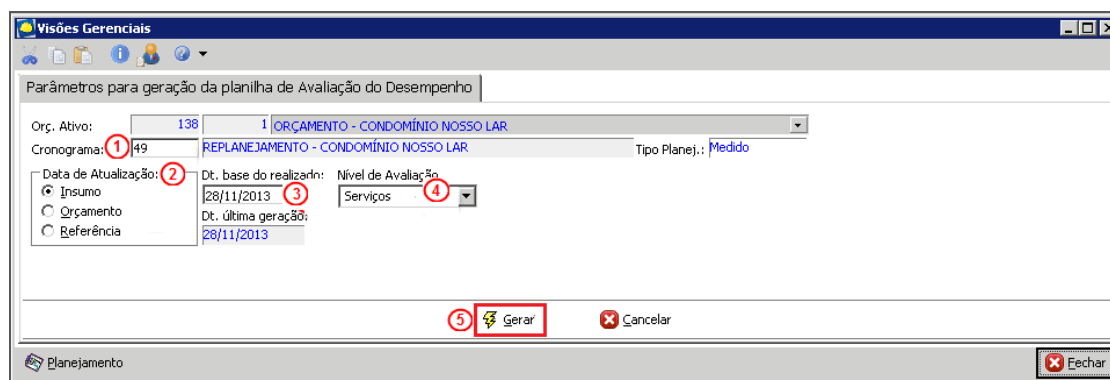 Visões Gerenciais
Parâmetros para geração da planilha de Avaliação do Desempenho
Orç. Ativo: 138 1 ORÇAMENTO - CONDOMÍNIO NOSSO LAR
Cronograma: 1 49 REPLANEJAMENTO - CONDOMÍNIO NOSSO LAR Tipo Planej.: Medido
Data de Atualização: 2 Dt. base do realizado: Nível de Avaliação
Insumo 28/11/2013 3 Serviços 4
Orçamento Dt. última geração:
Referência 28/11/2013
5 Gerar Cancelar
Planejamento Fechar